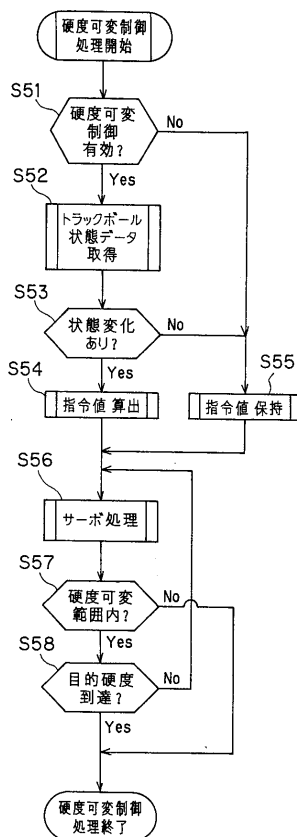 硬度可変制御
処理開始
S51
硬度可変
制御
有効?
No
Yes
S52
トラックボール
状態データ
取得
S53
状態変化
あり?
No
Yes
S54
指令値 算出
S55
指令値 保持
S56
サーボ処理
S57
硬度可変
範囲内?
No
Yes
S58
目的硬度
到達?
No
Yes
硬度可変制御
処理終了